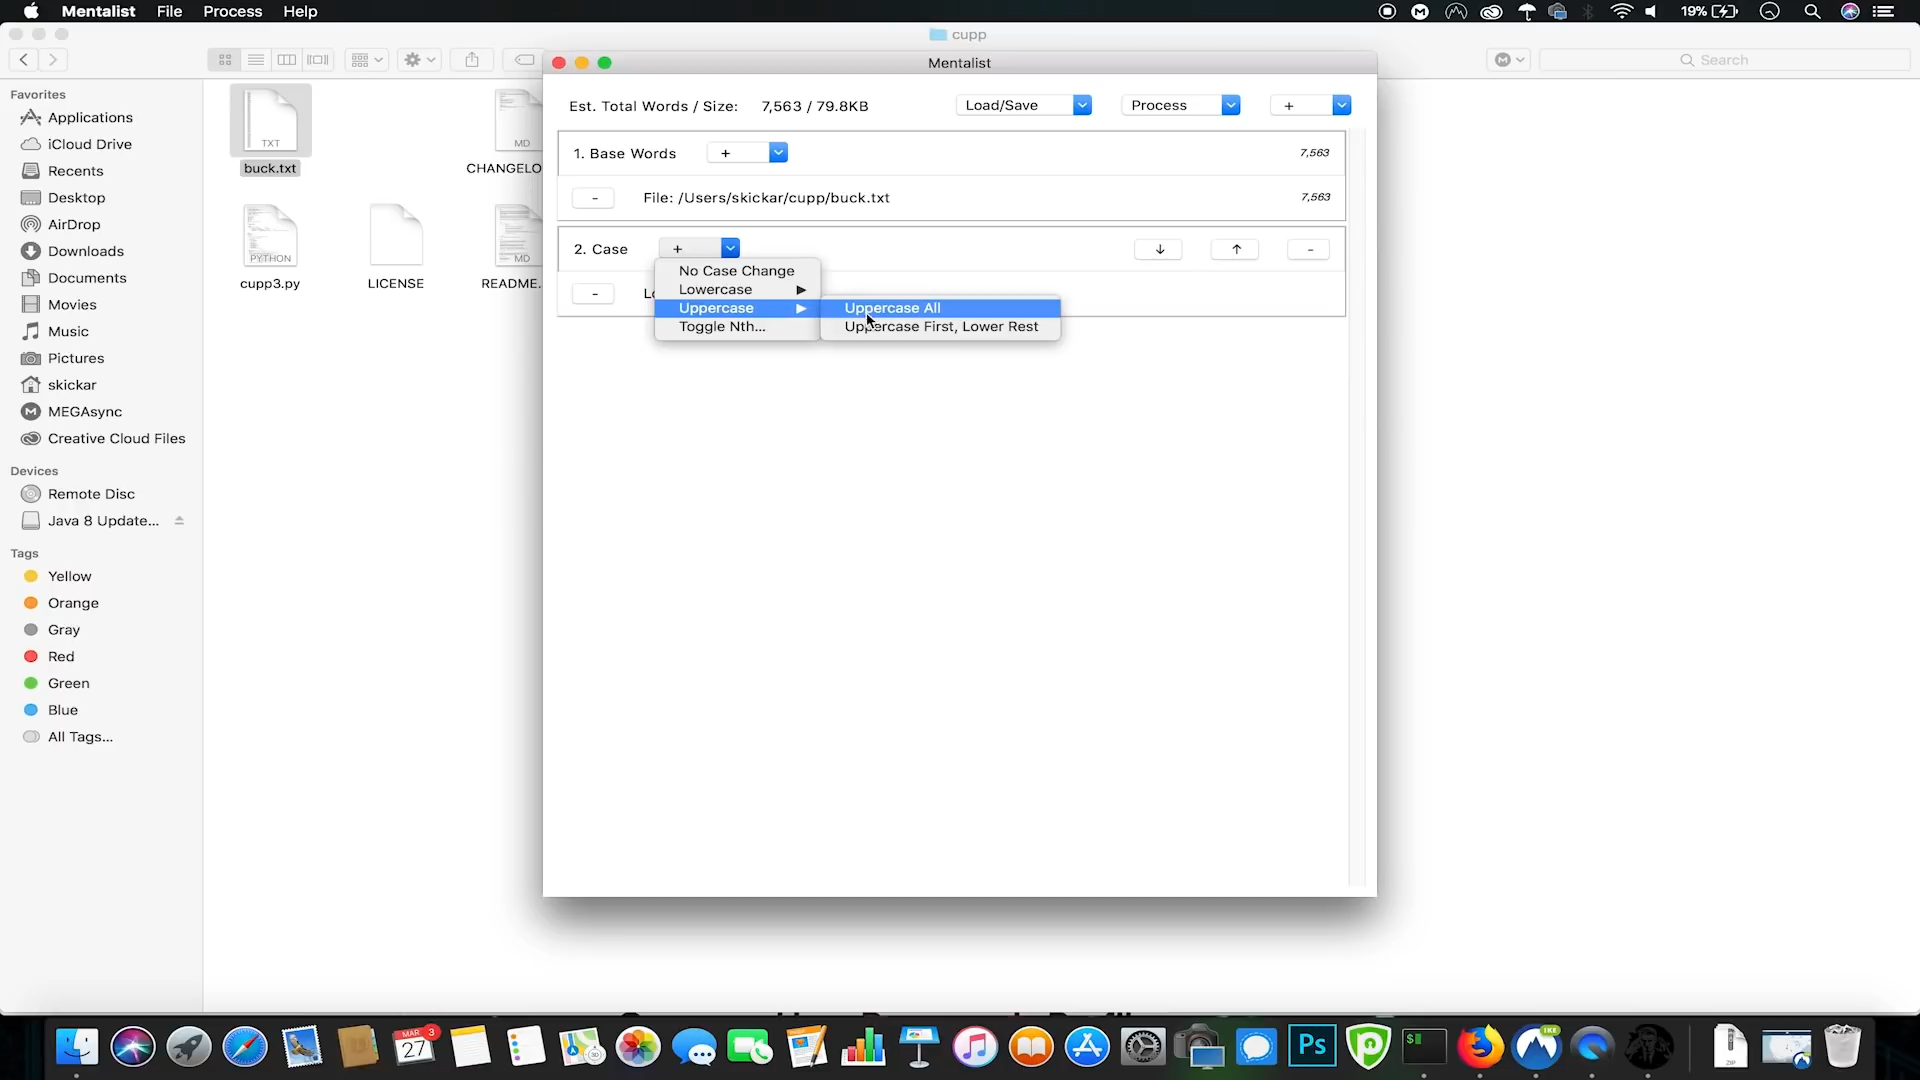 Mentalist File Process Help
19%
cupp
Search
Mentalist
Favorites
Applications
iCloud Drive
Recents
Desktop
AirDrop
Downloads
Documents
Movies
Music
Pictures
skickar
MEGAsync
Creative Cloud Files
Devices
Remote Disc
Java 8 Update...
Tags
Yellow
Orange
Gray
Red
Green
Blue
All Tags...
TXT
buck.txt
MD
CHANGELO
PYTHON
cupp3.py
LICENSE
MD
README.
Est. Total Words / Size: 7,563 / 79.8KB
Load/Save
Process
+
1. Base Words +
7,563
- File: /Users/skickar/cupp/buck.txt
7,563
2. Case +
↓ ↑ -
-
No Case Change
Lowercase
Uppercase
Toggle Nth...
Uppercase All
Uppercase First, Lower Rest
MAR
27
3
3D
Ps
$
IKE
ZIP